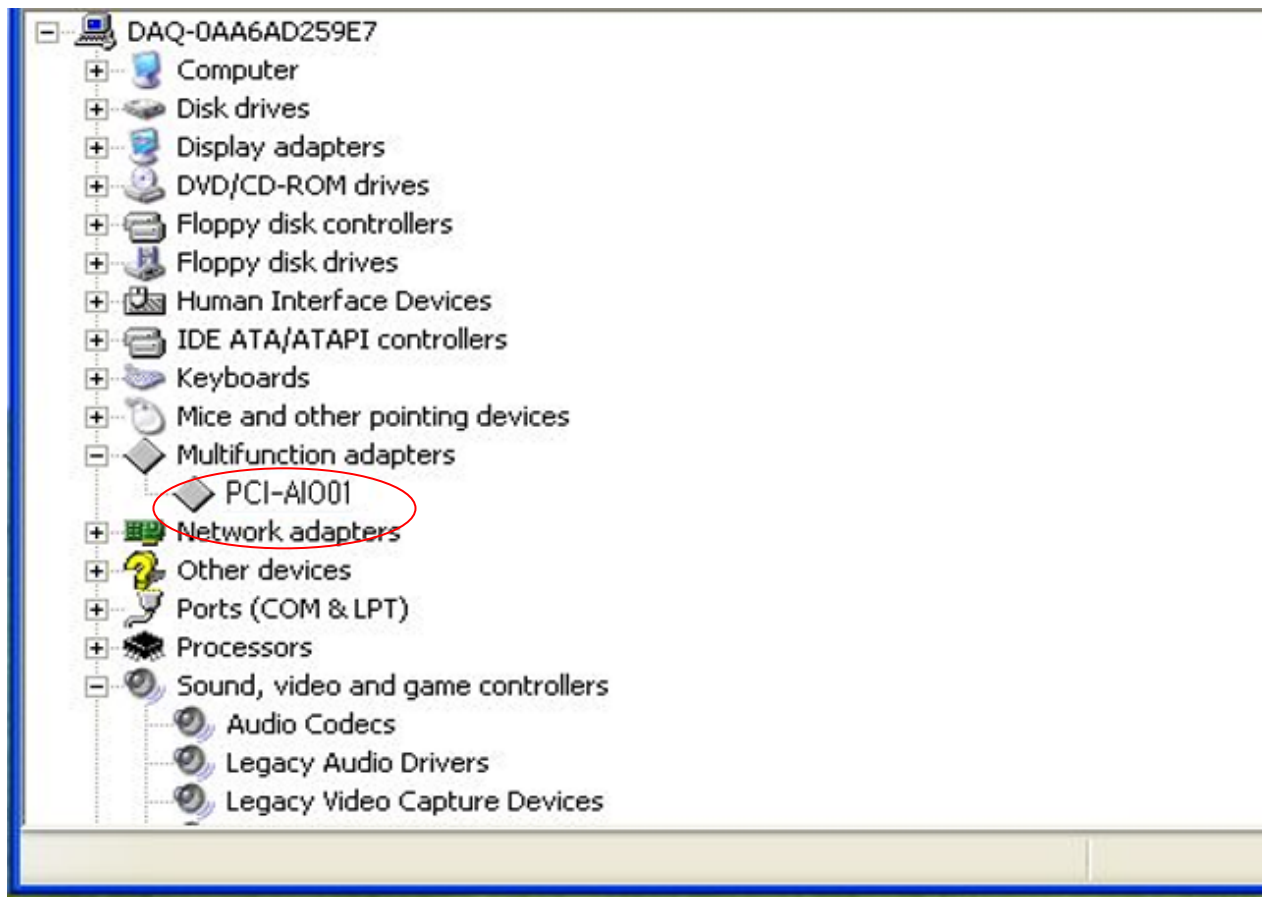 DAQ-0AA6AD259E7
Computer
Disk drives
Display adapters
DVD/CD-ROM drives
Floppy disk controllers
Floppy disk drives
Human Interface Devices
IDE ATA/ATAPI controllers
Keyboards
Mice and other pointing devices
Multifunction adapters
PCI-AIO01
Network adapters
Other devices
Ports (COM & LPT)
Processors
Sound, video and game controllers
Audio Codecs
Legacy Audio Drivers
Legacy Video Capture Devices